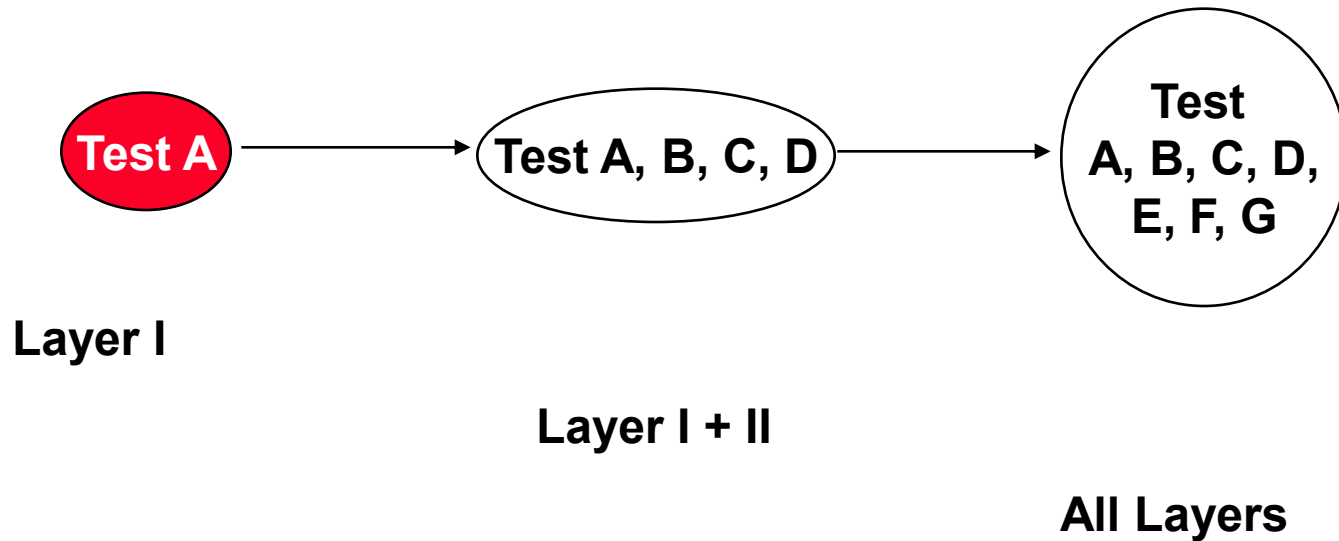 Test A
Test A, B, C, D
Test
A, B, C, D,
E, F, G
Layer I
Layer I + II
All Layers